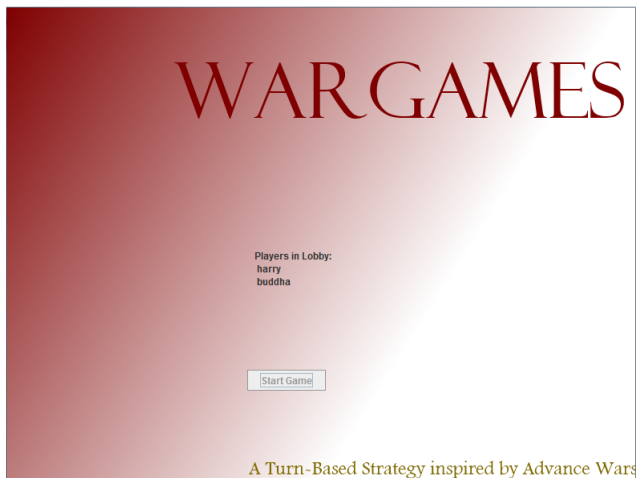 WARGAMES
Players in Lobby:
harry
buddha
Start Game
A Turn-Based Strategy inspired by Advance Wars